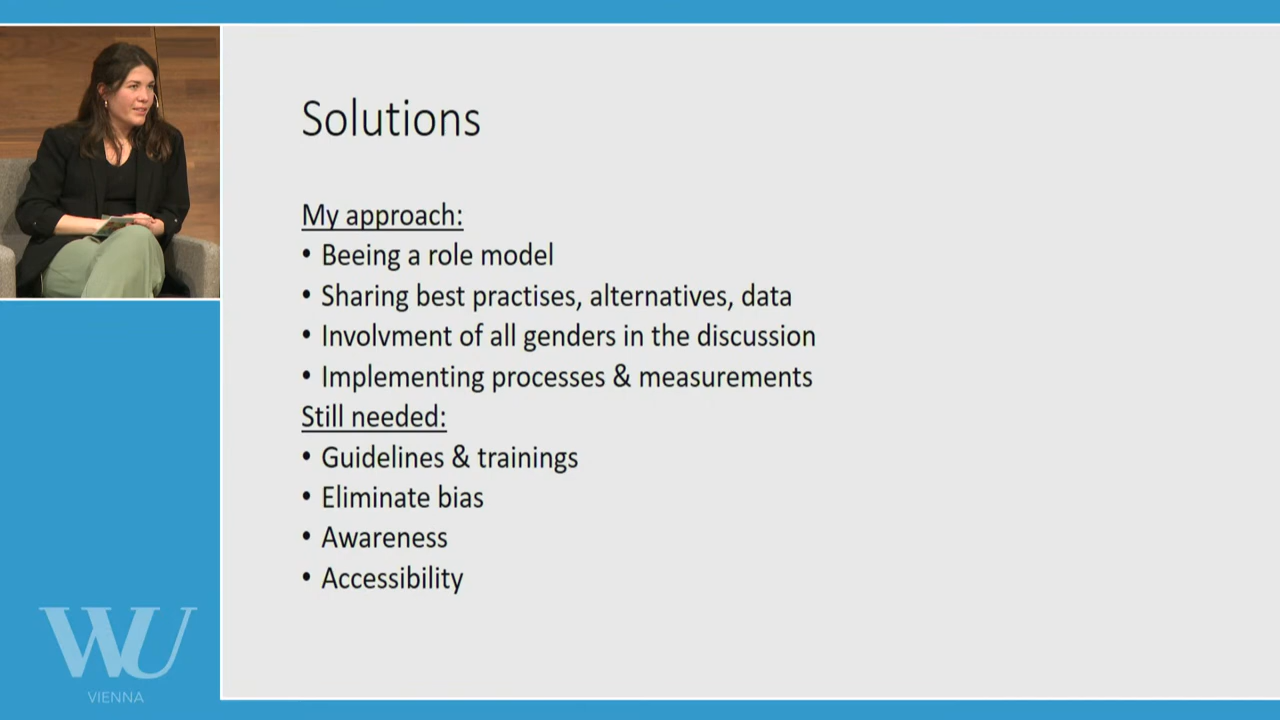 Solutions
My approach:
• Beeing a role model
• Sharing best practises, alternatives, data
• Involvment of all genders in the discussion
• Implementing processes & measurements
Still needed:
• Guidelines & trainings
• Eliminate bias
• Awareness
• Accessibility
WU
VIENNA